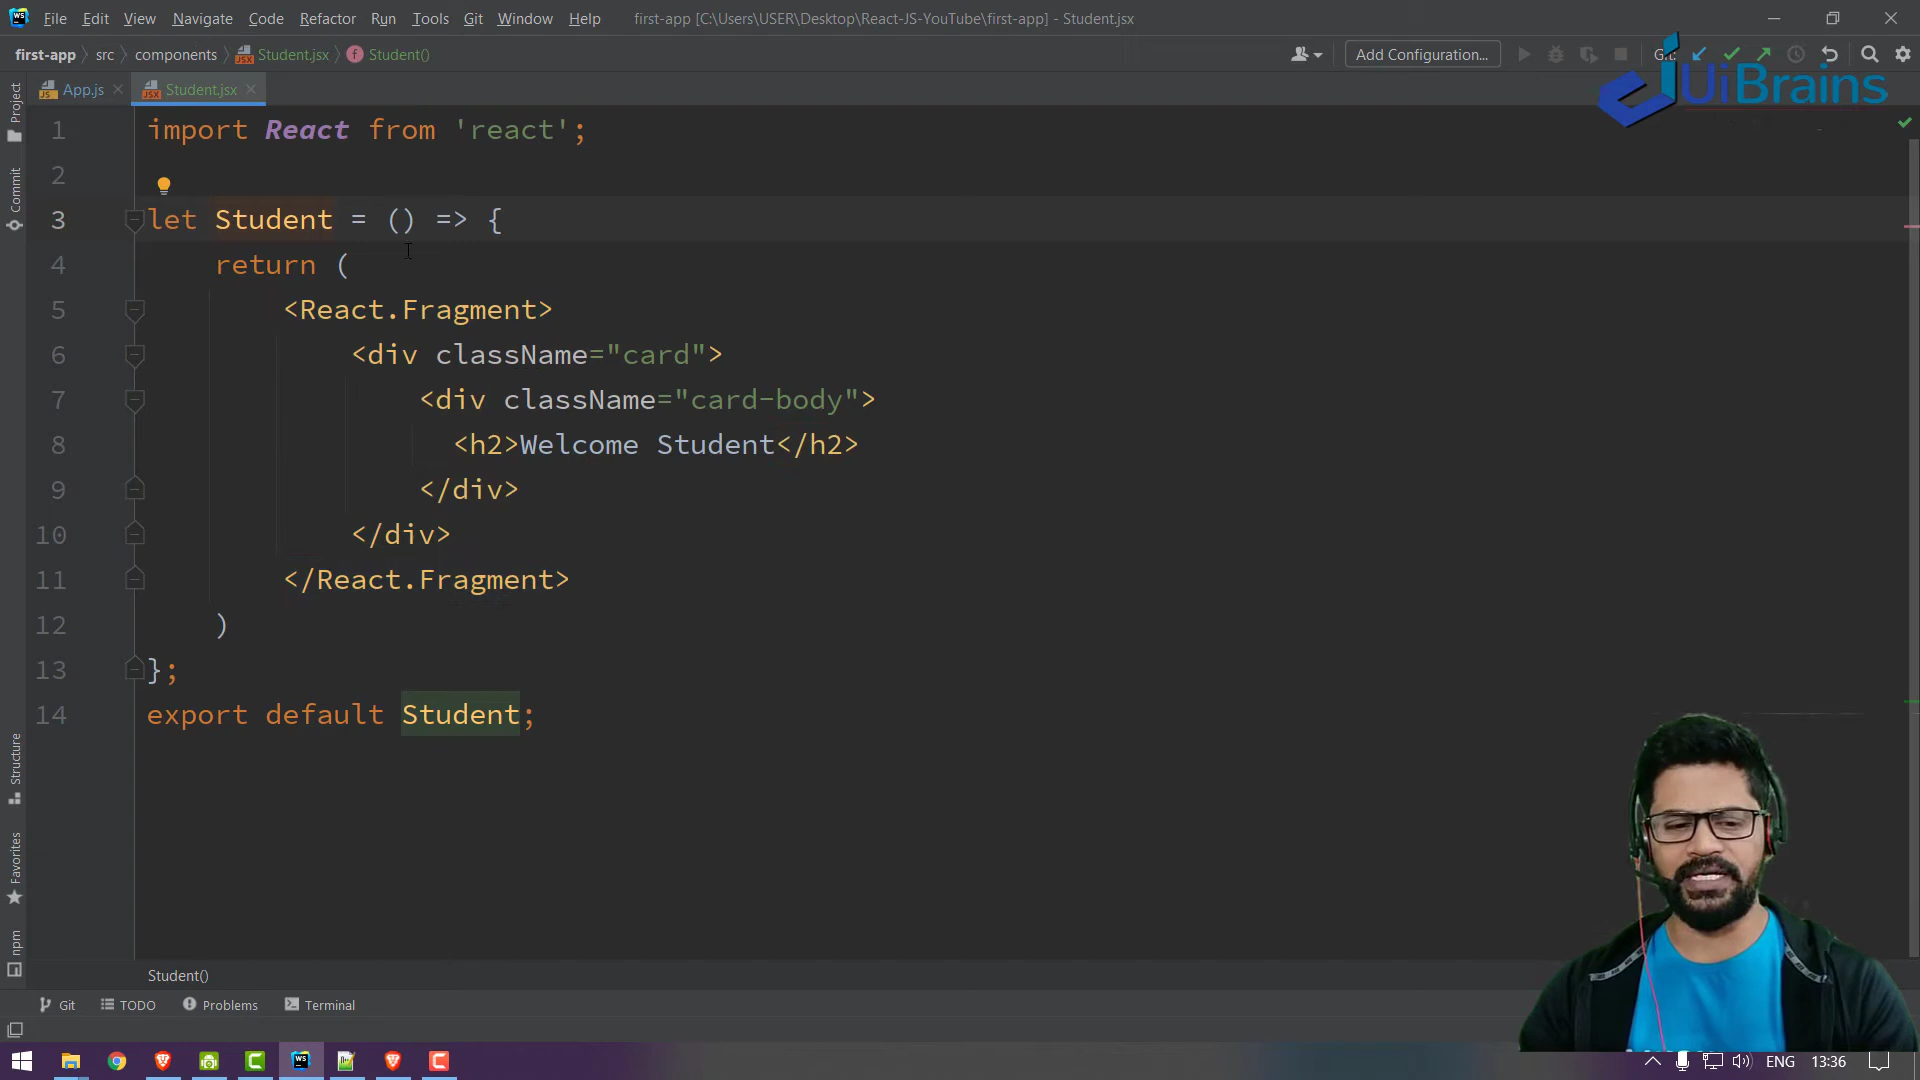 File Edit View Navigate Code Refactor Run Tools Git Window Help first-app [C:\Users\USER\Desktop\React-JS-YouTube\first-app] - Student.jsx
first-app src components Student.jsx Student() Add Configuration... Git:
UiBrains
App.js Student.jsx
Project
Commit
Structure
Favorites
npm
1 import React from 'react';
2
3 let Student = () => {
4 return (
5 <React.Fragment>
6 <div className="card">
7 <div className="card-body">
8 <h2>Welcome Student</h2>
9 </div>
10 </div>
11 </React.Fragment>
12 )
13 };
14 export default Student;
Student()
Git TODO Problems Terminal
WS ENG 13:36